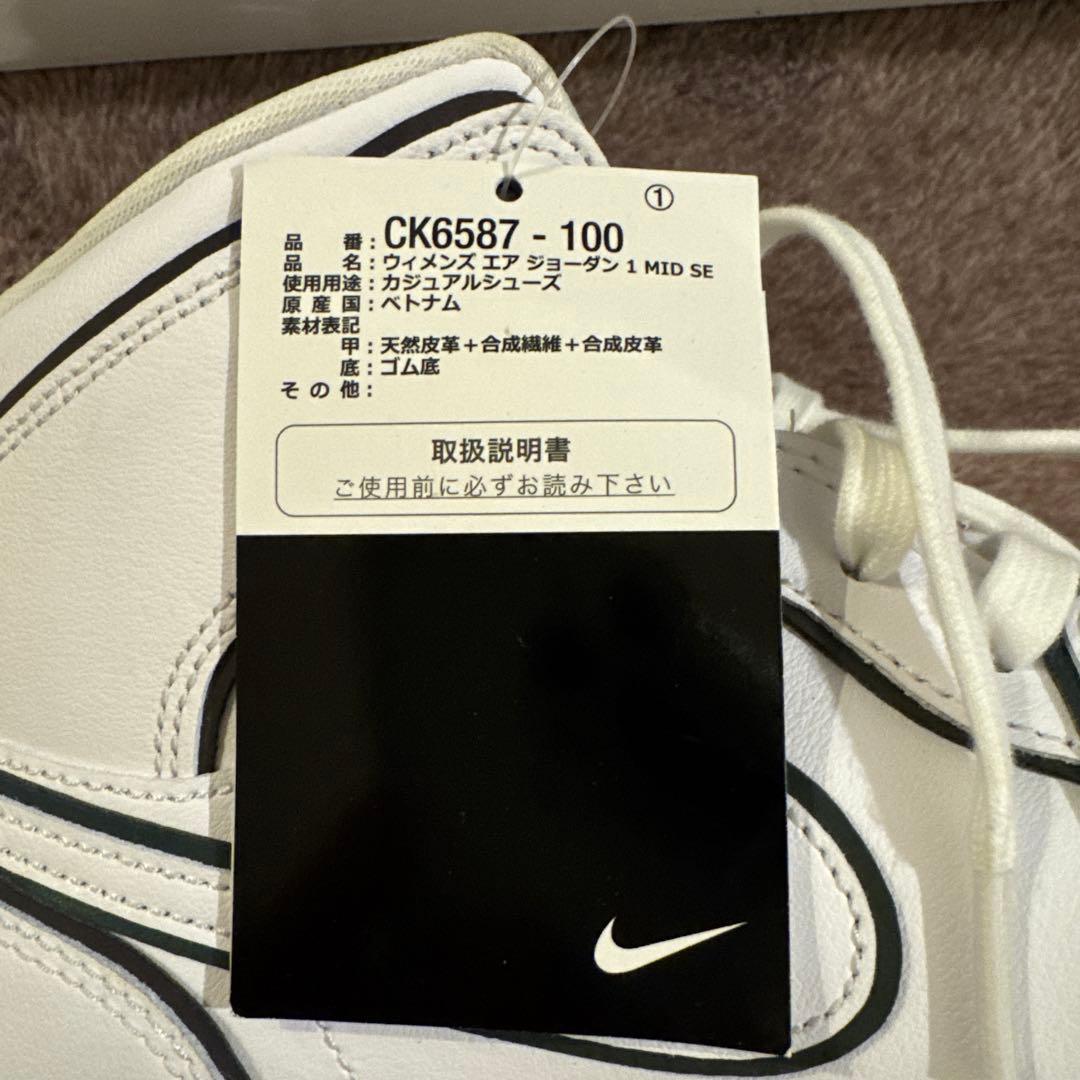 ①
品番：CK6587 - 100
品名：ウィメンズ エア ジョーダン 1 MID SE
使用用途：カジュアルシューズ
原産国：ベトナム
素材表記
甲：天然皮革＋合成繊維＋合成皮革
底：ゴム底
その他：
取扱説明書
ご使用前に必ずお読み下さい